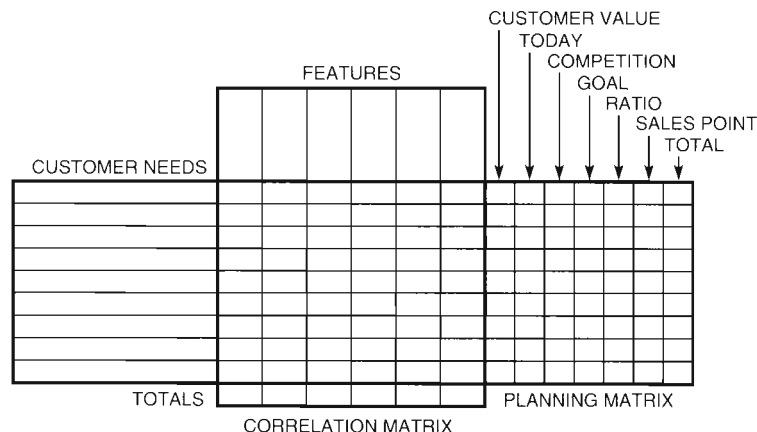 CUSTOMER VALUE
TODAY
COMPETITION
GOAL
RATIO
SALES POINT
TOTAL
FEATURES
CUSTOMER NEEDS
TOTALS
PLANNING MATRIX
CORRELATION MATRIX